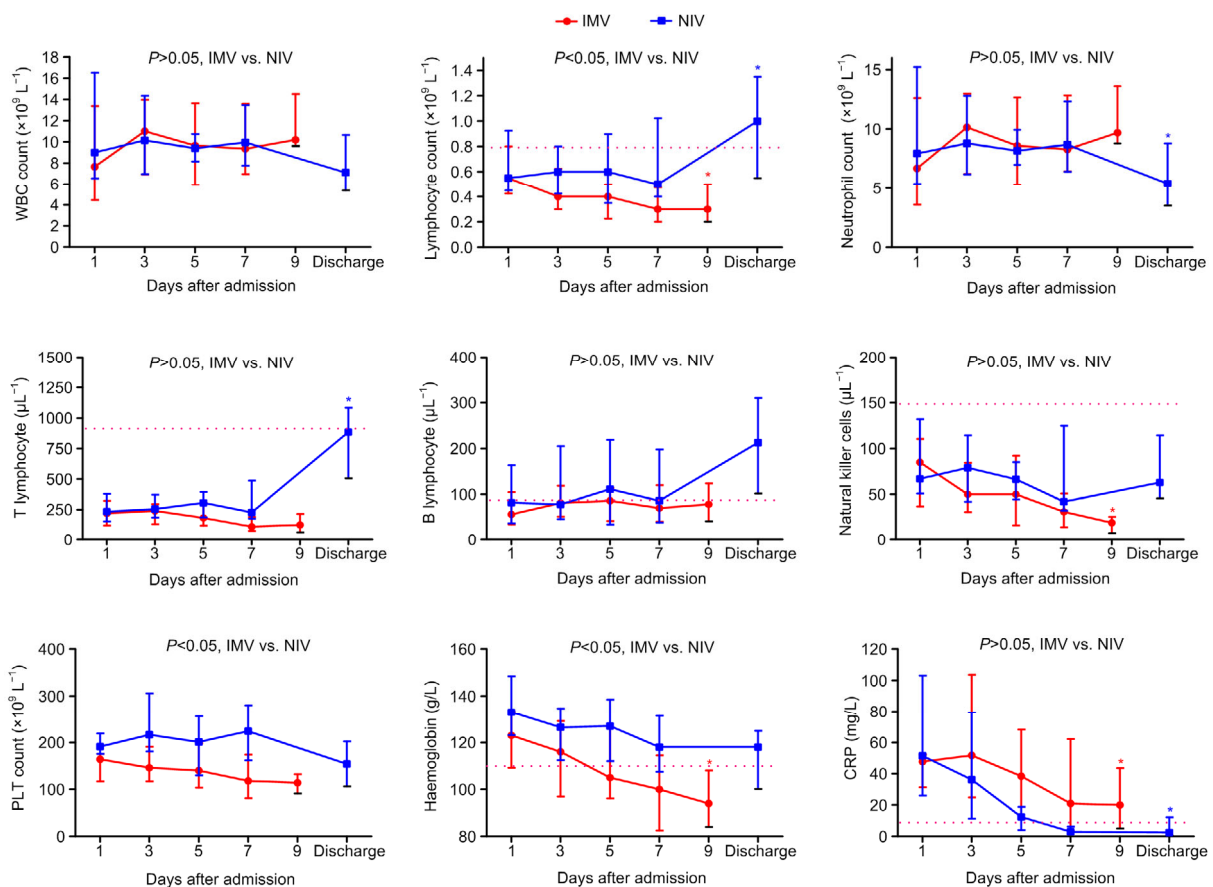 IMV NIV
P>0.05, IMV vs. NIV
WBC count (×10⁹ L⁻¹)
18
16
14
12
10
8
6
4
2
0
1 3 5 7 9 Discharge
Days after admission
P<0.05, IMV vs. NIV
Lymphocyte count (×10⁹ L⁻¹)
1.4
1.2
1.0
0.8
0.6
0.4
0.2
0.0
*
*
1 3 5 7 9 Discharge
Days after admission
P>0.05, IMV vs. NIV
Neutrophil count (×10⁹ L⁻¹)
15
10
5
0
*
1 3 5 7 9 Discharge
Days after admission
P>0.05, IMV vs. NIV
T lymphocyte (μL⁻¹)
1500
1250
1000
750
500
250
0
*
1 3 5 7 9 Discharge
Days after admission
P>0.05, IMV vs. NIV
B lymphocyte (μL⁻¹)
400
300
200
100
0
1 3 5 7 9 Discharge
Days after admission
P>0.05, IMV vs. NIV
Natural killer cells (μL⁻¹)
200
150
100
50
0
*
1 3 5 7 9 Discharge
Days after admission
P<0.05, IMV vs. NIV
PLT count (×10⁹ L⁻¹)
400
300
200
100
0
1 3 5 7 9 Discharge
Days after admission
P<0.05, IMV vs. NIV
Haemoglobin (g/L)
160
140
120
100
80
*
1 3 5 7 9 Discharge
Days after admission
P>0.05, IMV vs. NIV
CRP (mg/L)
120
100
80
60
40
20
0
*
*
1 3 5 7 9 Discharge
Days after admission